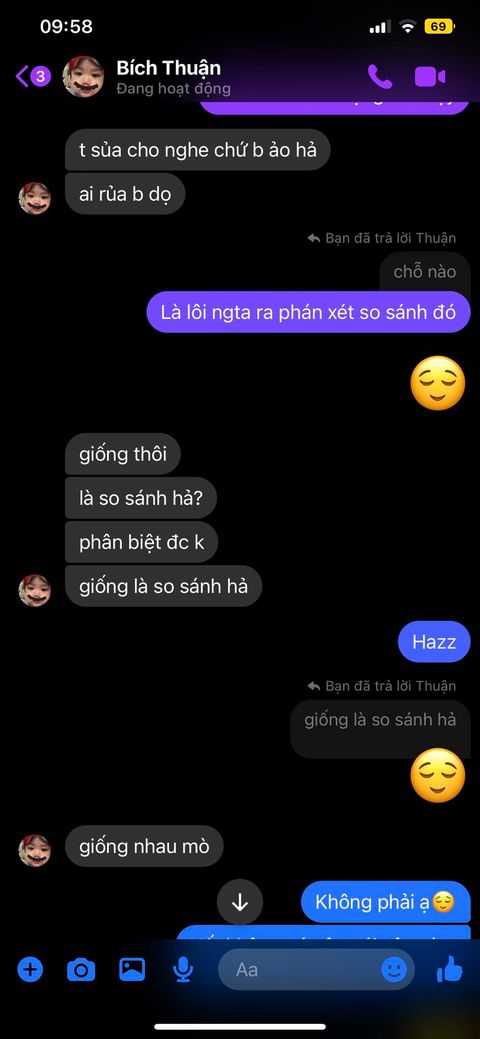 09:58
69
3
Bích Thuận
Đang hoạt động
t sủa cho nghe chứ b ảo hả
ai rủa b dọ
Bạn đã trả lời Thuận
chỗ nào
Là lôi ngta ra phán xét so sánh đó
giống thôi
là so sánh hả?
phân biệt đc k
giống là so sánh hả
Hazz
Bạn đã trả lời Thuận
giống là so sánh hả
giống nhau mò
Không phải ạ😌
Aa